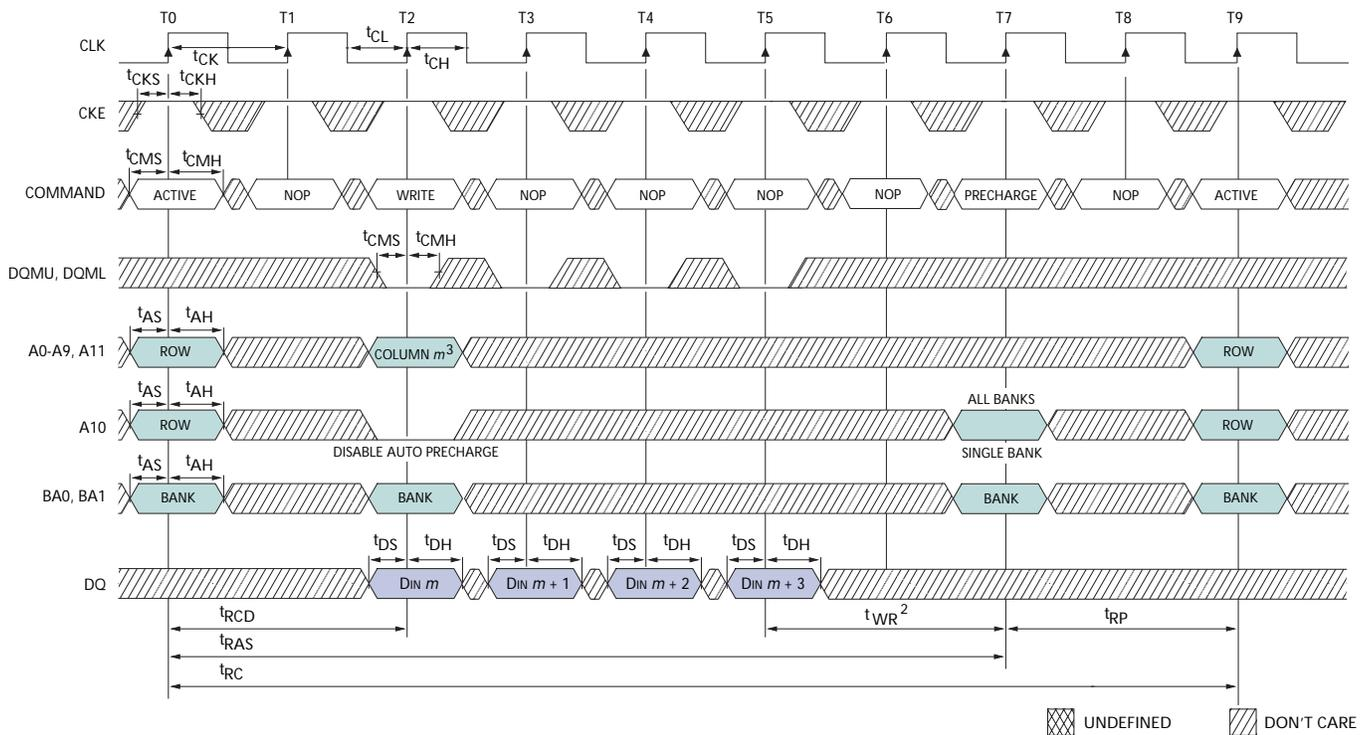 T0 T1 T2 T3 T4 T5 T6 T7 T8 T9
CLK
tCK tCL tCH
tCKS tCKH
CKE
tCMS tCMH
COMMAND ACTIVE NOP WRITE NOP NOP NOP NOP PRECHARGE NOP ACTIVE
tCMS tCMH
DQMU, DQML
tAS tAH
A0-A9, A11 ROW COLUMN m3 ROW
tAS tAH
ALL BANKS
A10 ROW ROW
DISABLE AUTO PRECHARGE SINGLE BANK
tAS tAH
BA0, BA1 BANK BANK BANK BANK
tDS tDH tDS tDH tDS tDH tDS tDH
DQ DIN m DIN m + 1 DIN m + 2 DIN m + 3
tRCD tWR2 tRP
tRAS
tRC
UNDEFINED DON'T CARE